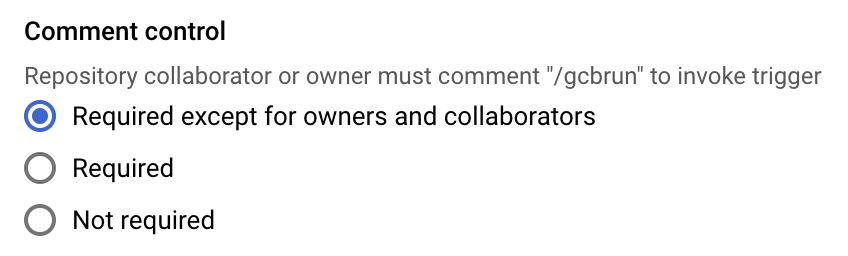 Comment control
Repository collaborator or owner must comment "/gcbrun" to invoke trigger
Required except for owners and collaborators
Required
Not required